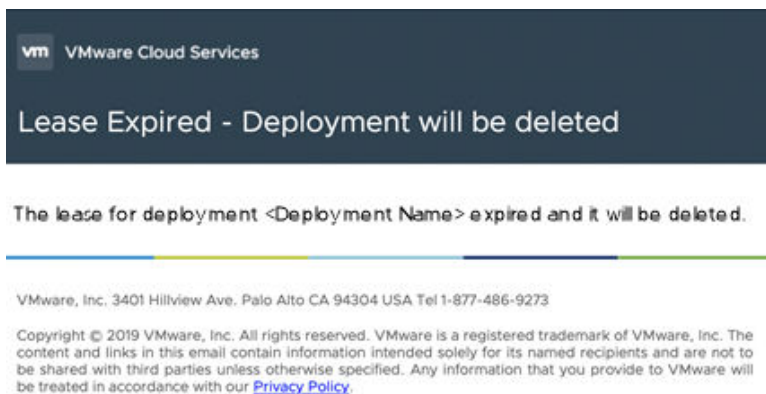 vm VMware Cloud Services
Lease Expired - Deployment will be deleted
The lease for deployment <Deployment Name> expired and it will be deleted.
VMware, Inc. 3401 Hillview Ave. Palo Alto CA 94304 USA Tel 1-877-486-9273
Copyright © 2019 VMware, Inc. All rights reserved. VMware is a registered trademark of VMware, Inc. The
content and links in this email contain information intended solely for its named recipients and are not to
be shared with third parties unless otherwise specified. Any information that you provide to VMware will
be treated in accordance with our Privacy Policy.